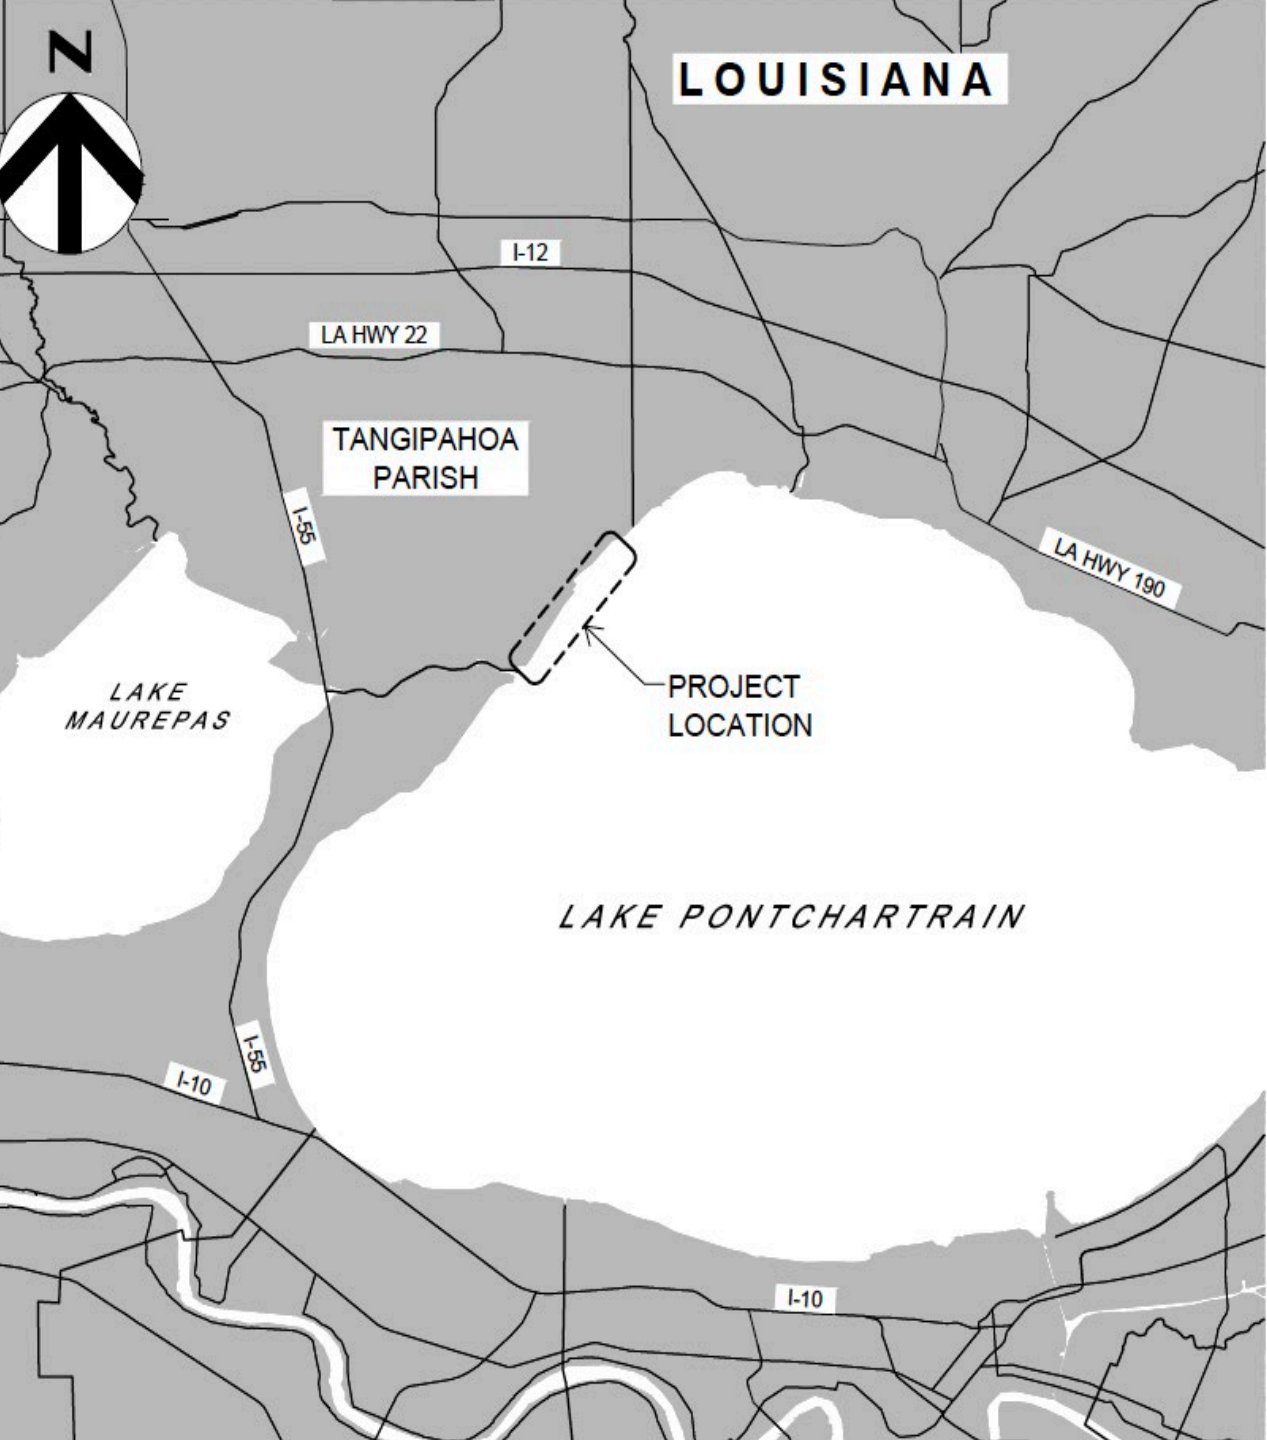 N
LOUISIANA
I-12
LA HWY 22
TANGIPAHOA
PARISH
I-55
LA HWY 190
LAKE
MAUREPAS
PROJECT
LOCATION
LAKE PONTCHARTRAIN
I-55
I-10
I-10